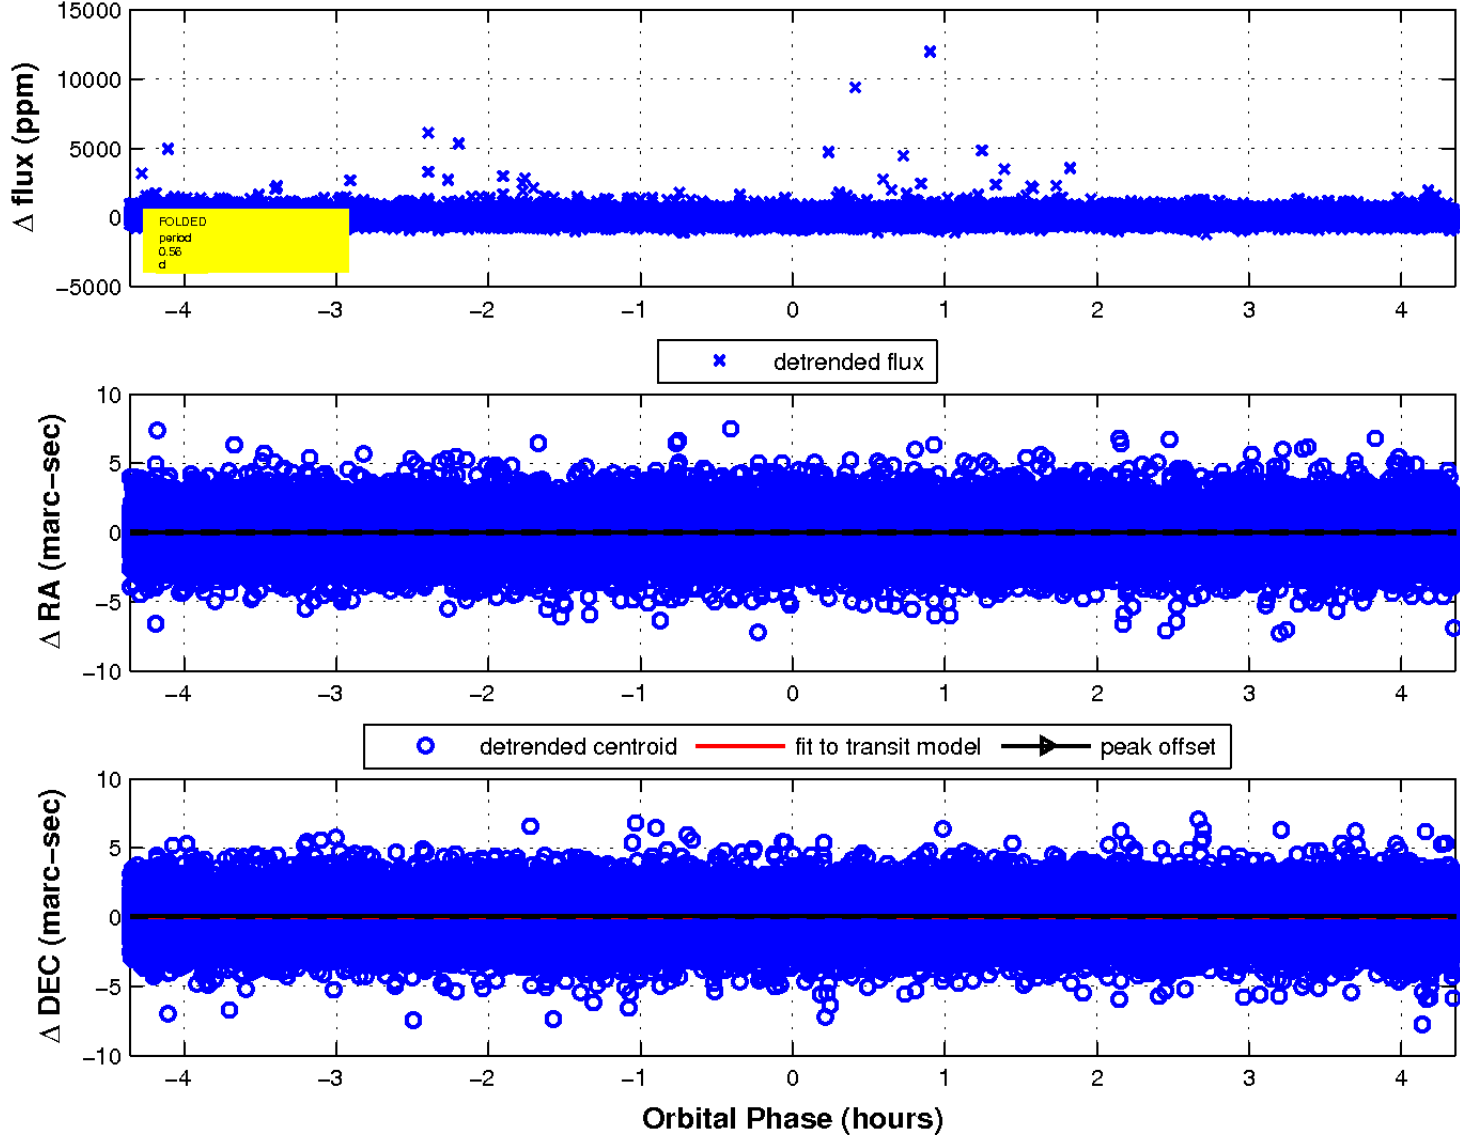 15000
10000
5000
0
−5000
Δ flux (ppm)
FOLDED
period
0.56
d
−4 −3 −2 −1 0 1 2 3 4
detrended flux
10
5
0
−5
−10
Δ RA (marc−sec)
−4 −3 −2 −1 0 1 2 3 4
detrended centroid fit to transit model peak offset
10
5
0
−5
−10
Δ DEC (marc−sec)
−4 −3 −2 −1 0 1 2 3 4
Orbital Phase (hours)